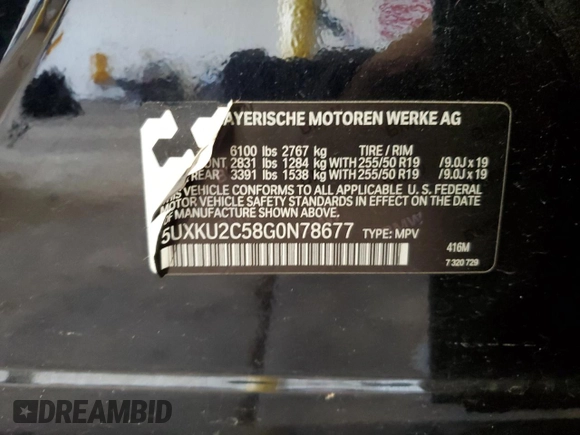 AYERISCHE MOTOREN WERKE AG
6100 lbs 2767 kg TIRE / RIM
2831 lbs 1284 kg WITH 255/50 R19 /9.0J x 19
REAR 3391 lbs 1538 kg WITH 255/50 R19 /9.0J x 19
THIS VEHICLE CONFORMS TO ALL APPLICABLE U. S. FEDERAL
MOTOR VEHICLE SAFETY STANDARDS IN EFFECT ON THE DATE
OF MANUFACTURE SHOWN ABOVE.
5UXKU2C58G0N78677 TYPE: MPV
416M
7 320 729
DREAMBID